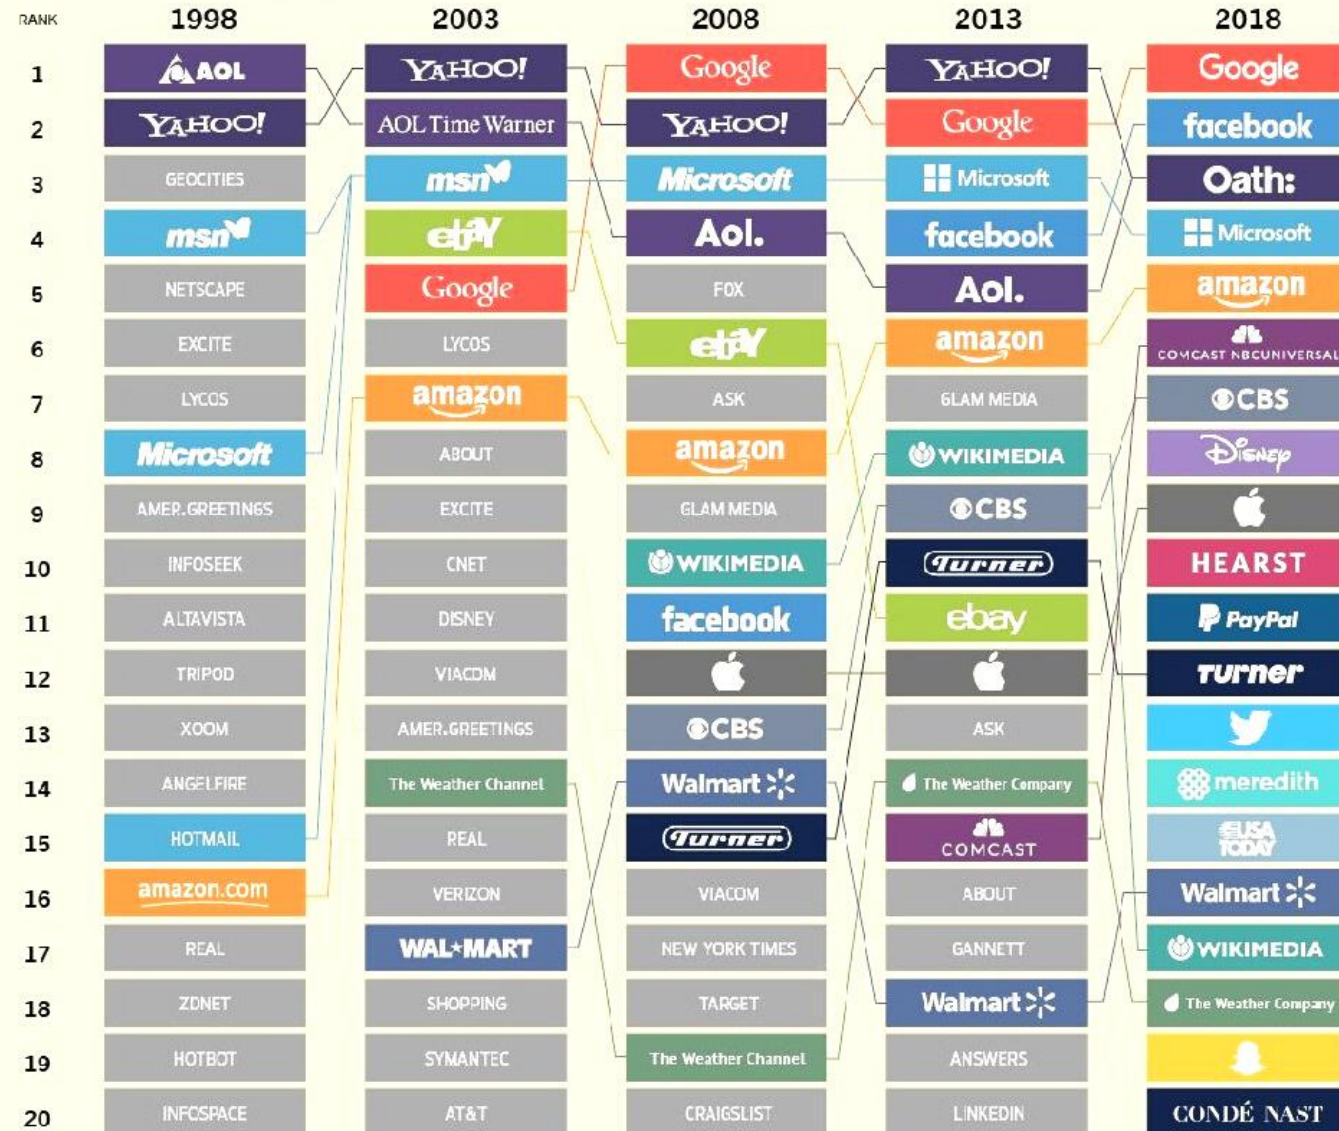 RANK 1998 2003 2008 2013 2018
1 AOL YAHOO! Google YAHOO! Google
2 YAHOO! AOL Time Warner YAHOO! Google facebook
3 GEOCITIES msn Microsoft Microsoft Oath:
4 msn ebay Aol. facebook Microsoft
5 NETSCAPE Google FOX Aol. amazon
6 EXCITE LYCOS ebay amazon COMCAST NBCUNIVERSAL
7 LYCOS amazon ASK GLAM MEDIA CBS
8 Microsoft ABOUT amazon WIKIMEDIA Disney
9 AMER.GREETINGS EXCITE GLAM MEDIA CBS
10 INFOSEEK CNET WIKIMEDIA Turner HEARST
11 ALTAVISTA DISNEY facebook ebay PayPal
12 TRIPOD VIACOM Turner
13 XOOM AMER.GREETINGS CBS ASK
14 ANGELFIRE The Weather Channel Walmart The Weather Company meredith
15 HOTMAIL REAL Turner COMCAST USA TODAY
16 amazon.com VERIZON VIACOM ABOUT Walmart
17 REAL WAL★MART NEW YORK TIMES GANNETT WIKIMEDIA
18 ZDNET SHOPPING TARGET Walmart The Weather Company
19 HOTBOT SYMANTEC The Weather Channel ANSWERS
20 INFOSPACE AT&T CRAIGSLIST LINKEDIN CONDÉ NAST